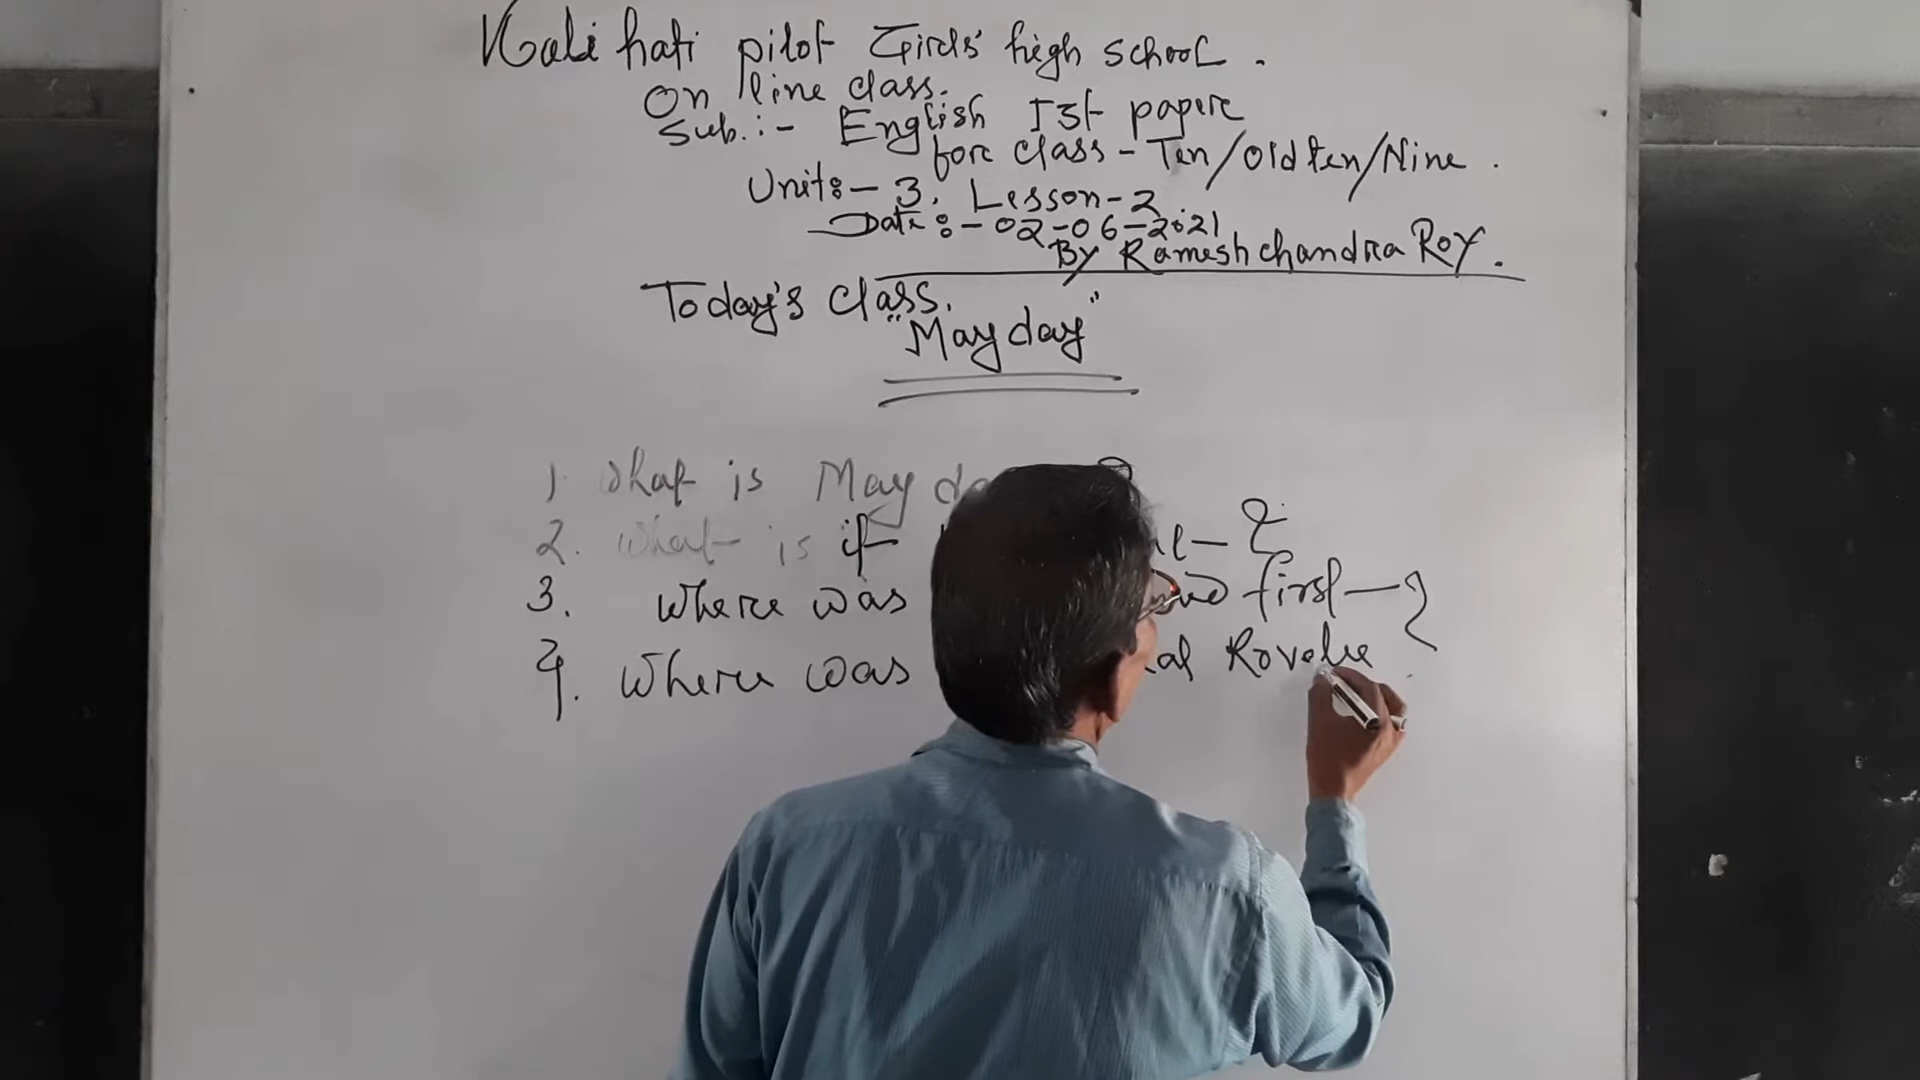 Kalihati pilot Girls' high school.
On line class.
Sub.:- English 1st paper
for class - Ten/old ten/Nine.
Unit:- 3, Lesson-2
Date:- 02-06-2021
By Ramesh chandra Roy.
Today's class.
"May day"
1. What is May
2. What is it
3. where was first- ?
4. where was Rovolu